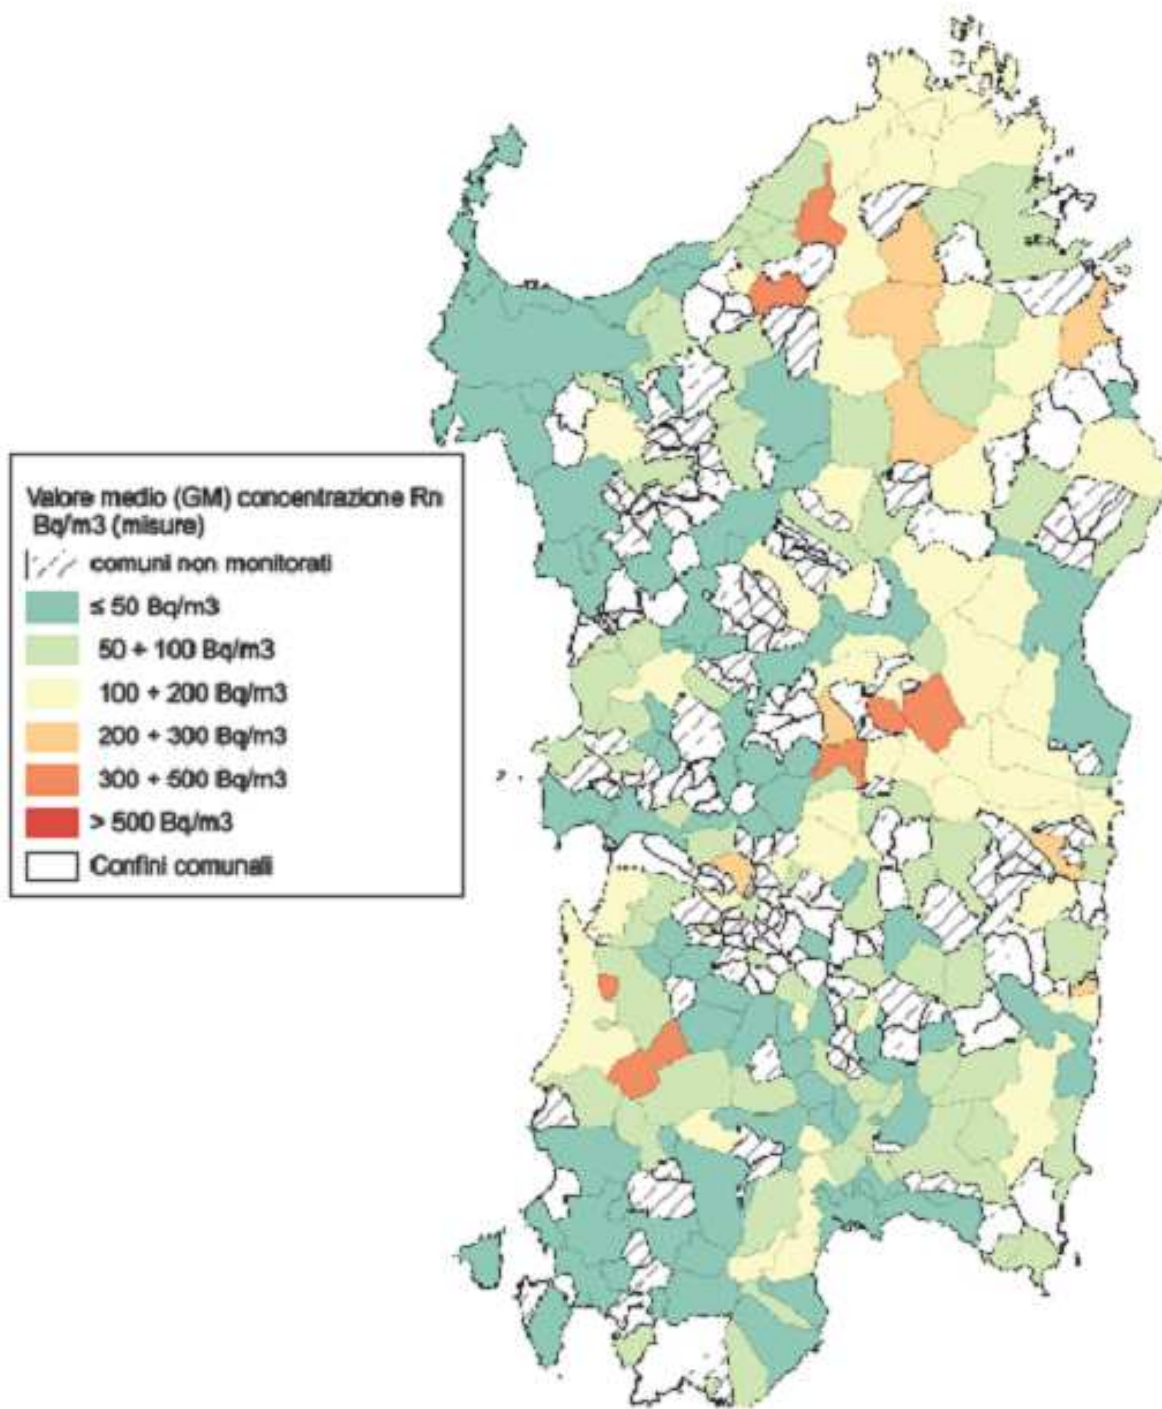 Valore medio (GM) concentrazione Rn
Bq/m3 (misure)
comuni non monitorati
≤ 50 Bq/m3
50 ÷ 100 Bq/m3
100 ÷ 200 Bq/m3
200 ÷ 300 Bq/m3
300 ÷ 500 Bq/m3
> 500 Bq/m3
Confini comunali